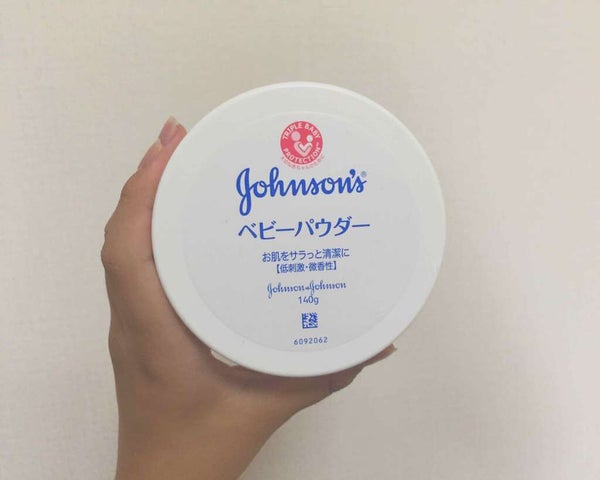 TRIPLE BABY
PROTECTION
Johnson's®
ベビーパウダー
お肌をサラっと清潔に
【低刺激・微香性】
Johnson&Johnson
140g
6092062